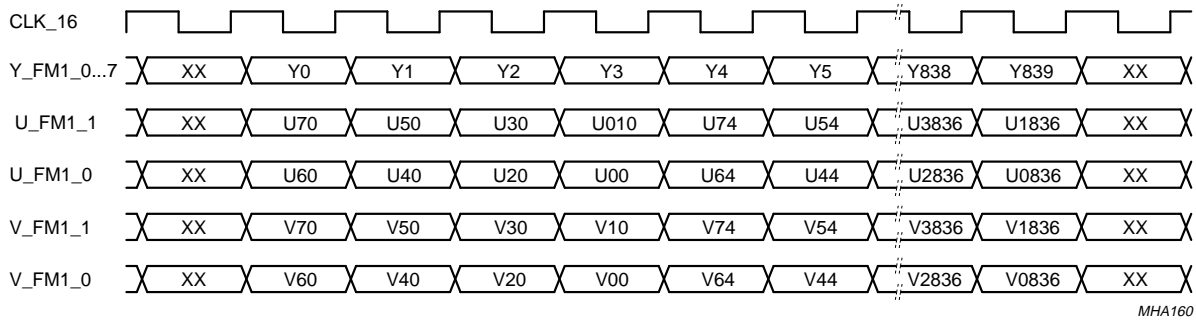 CLK_16
Y_FM1_0...7 XX Y0 Y1 Y2 Y3 Y4 Y5 Y838 Y839 XX
U_FM1_1 XX U70 U50 U30 U010 U74 U54 U3836 U1836 XX
U_FM1_0 XX U60 U40 U20 U00 U64 U44 U2836 U0836 XX
V_FM1_1 XX V70 V50 V30 V10 V74 V54 V3836 V1836 XX
V_FM1_0 XX V60 V40 V20 V00 V64 V44 V2836 V0836 XX
MHA160